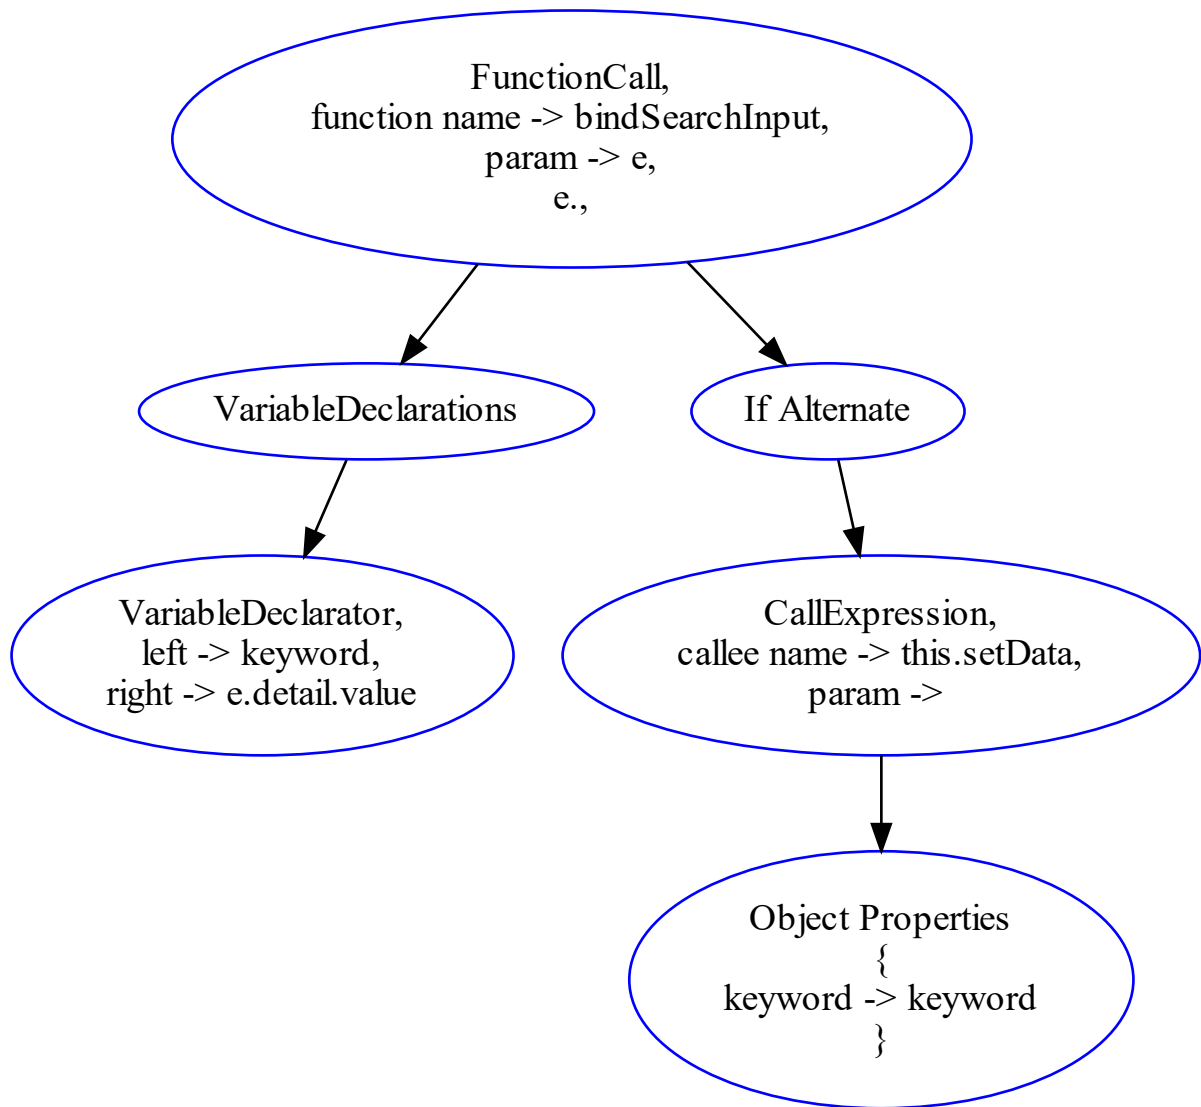 FunctionCall,
function name -> bindSearchInput,
param -> e,
e.,
VariableDeclarations
If Alternate
VariableDeclarator,
left -> keyword,
right -> e.detail.value
CallExpression,
callee name -> this.setData,
param ->
Object Properties
{
keyword -> keyword
}